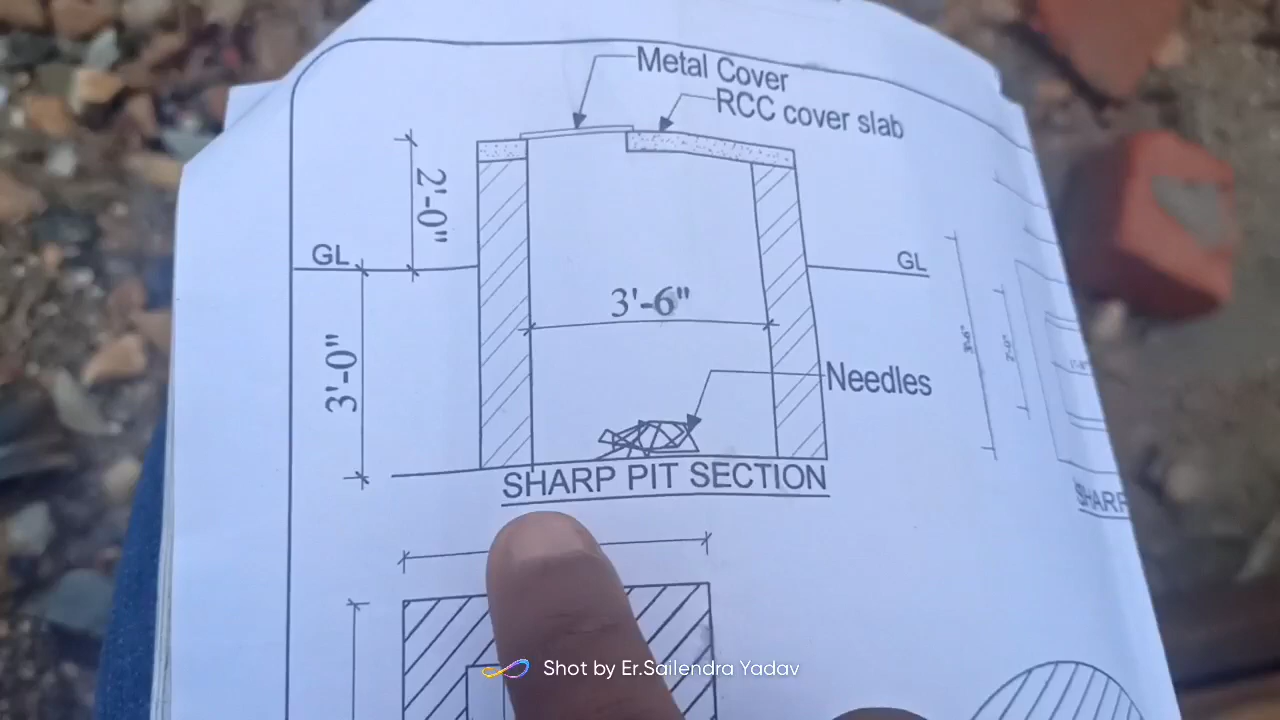 Metal Cover
RCC cover slab
2'-0"
GL
GL
3'-6"
3'-0"
Needles
SHARP PIT SECTION
SHARP
Shot by Er.Sailendra Yadav